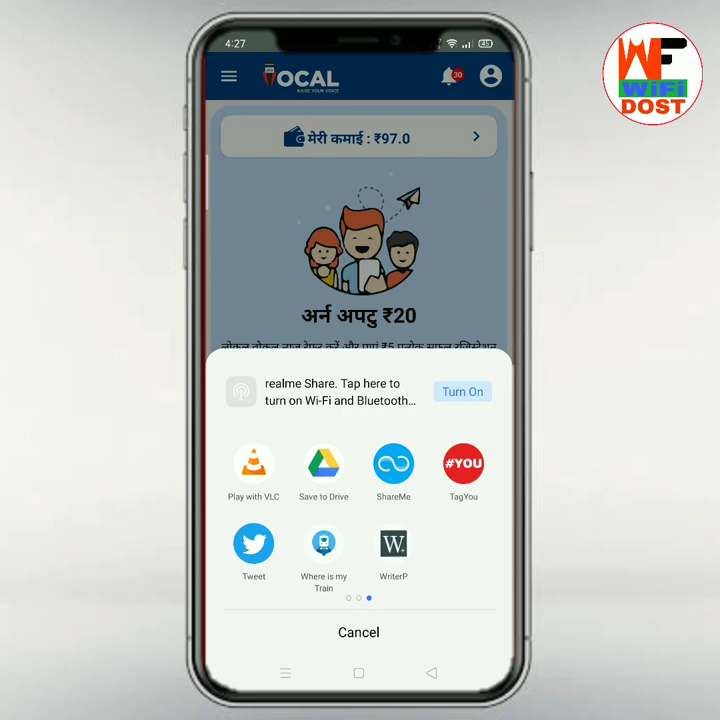 4:27
45
WF
WiFi
DOST
VOCAL
RAISE YOUR VOICE
30
मेरी कमाई : ₹97.0
अर्न अपटु ₹20
realme Share. Tap here to
turn on Wi-Fi and Bluetooth...
Turn On
Play with VLC
Save to Drive
ShareMe
#YOU
TagYou
Tweet
Where is my
Train
W+
WriterP
Cancel